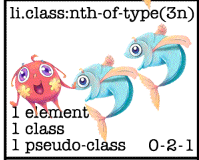 li.class:nth-of-type(3n)
1 element
1 class
1 pseudo-class 0-2-1